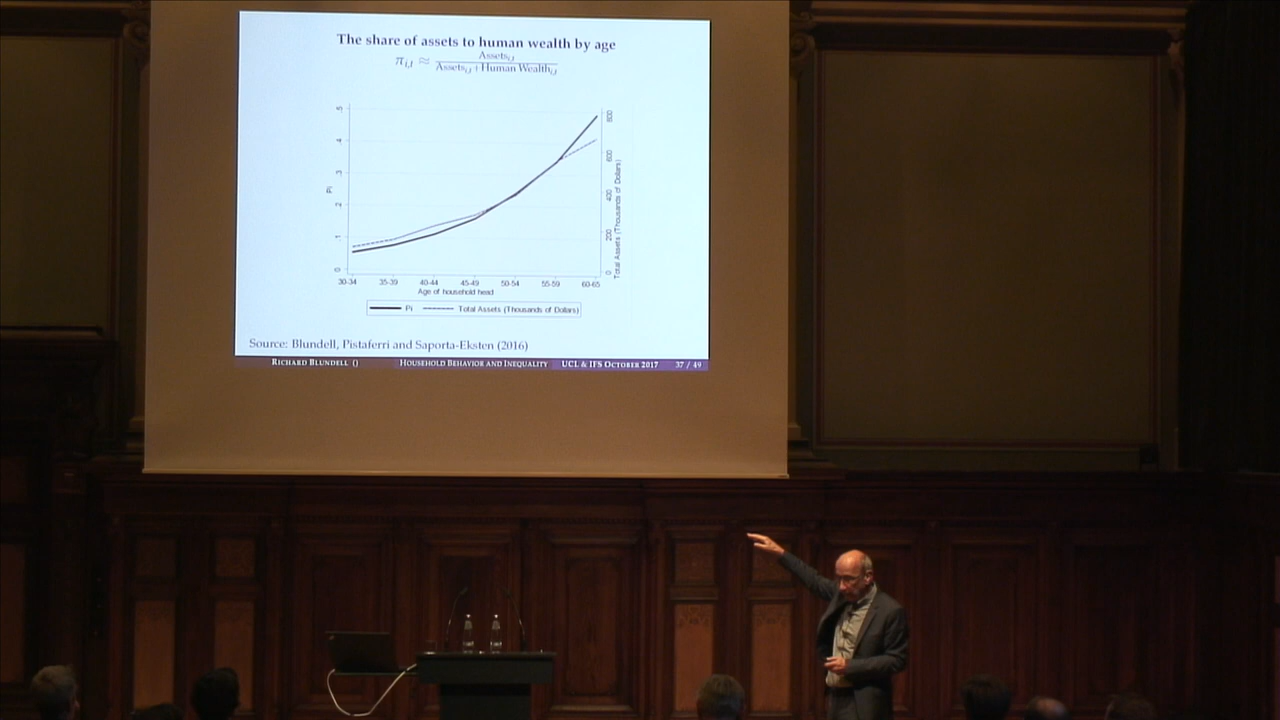 The share of assets to human wealth by age
π_{i,t} ≈ Assets_{i,t} / Assets_{i,t}+Human Wealth_{i,t}
.5
.4
.3
.2
.1
0
Pi
800
600
400
200
0
Total Assets (Thousands of Dollars)
30-34 35-39 40-44 45-49 50-54 55-59 60-65
Age of household head
Pi Total Assets (Thousands of Dollars)
Source: Blundell, Pistaferri and Saporta-Eksten (2016)
RICHARD BLUNDELL () HOUSEHOLD BEHAVIOR AND INEQUALITY UCL & IFS OCTOBER 2017 37 / 49